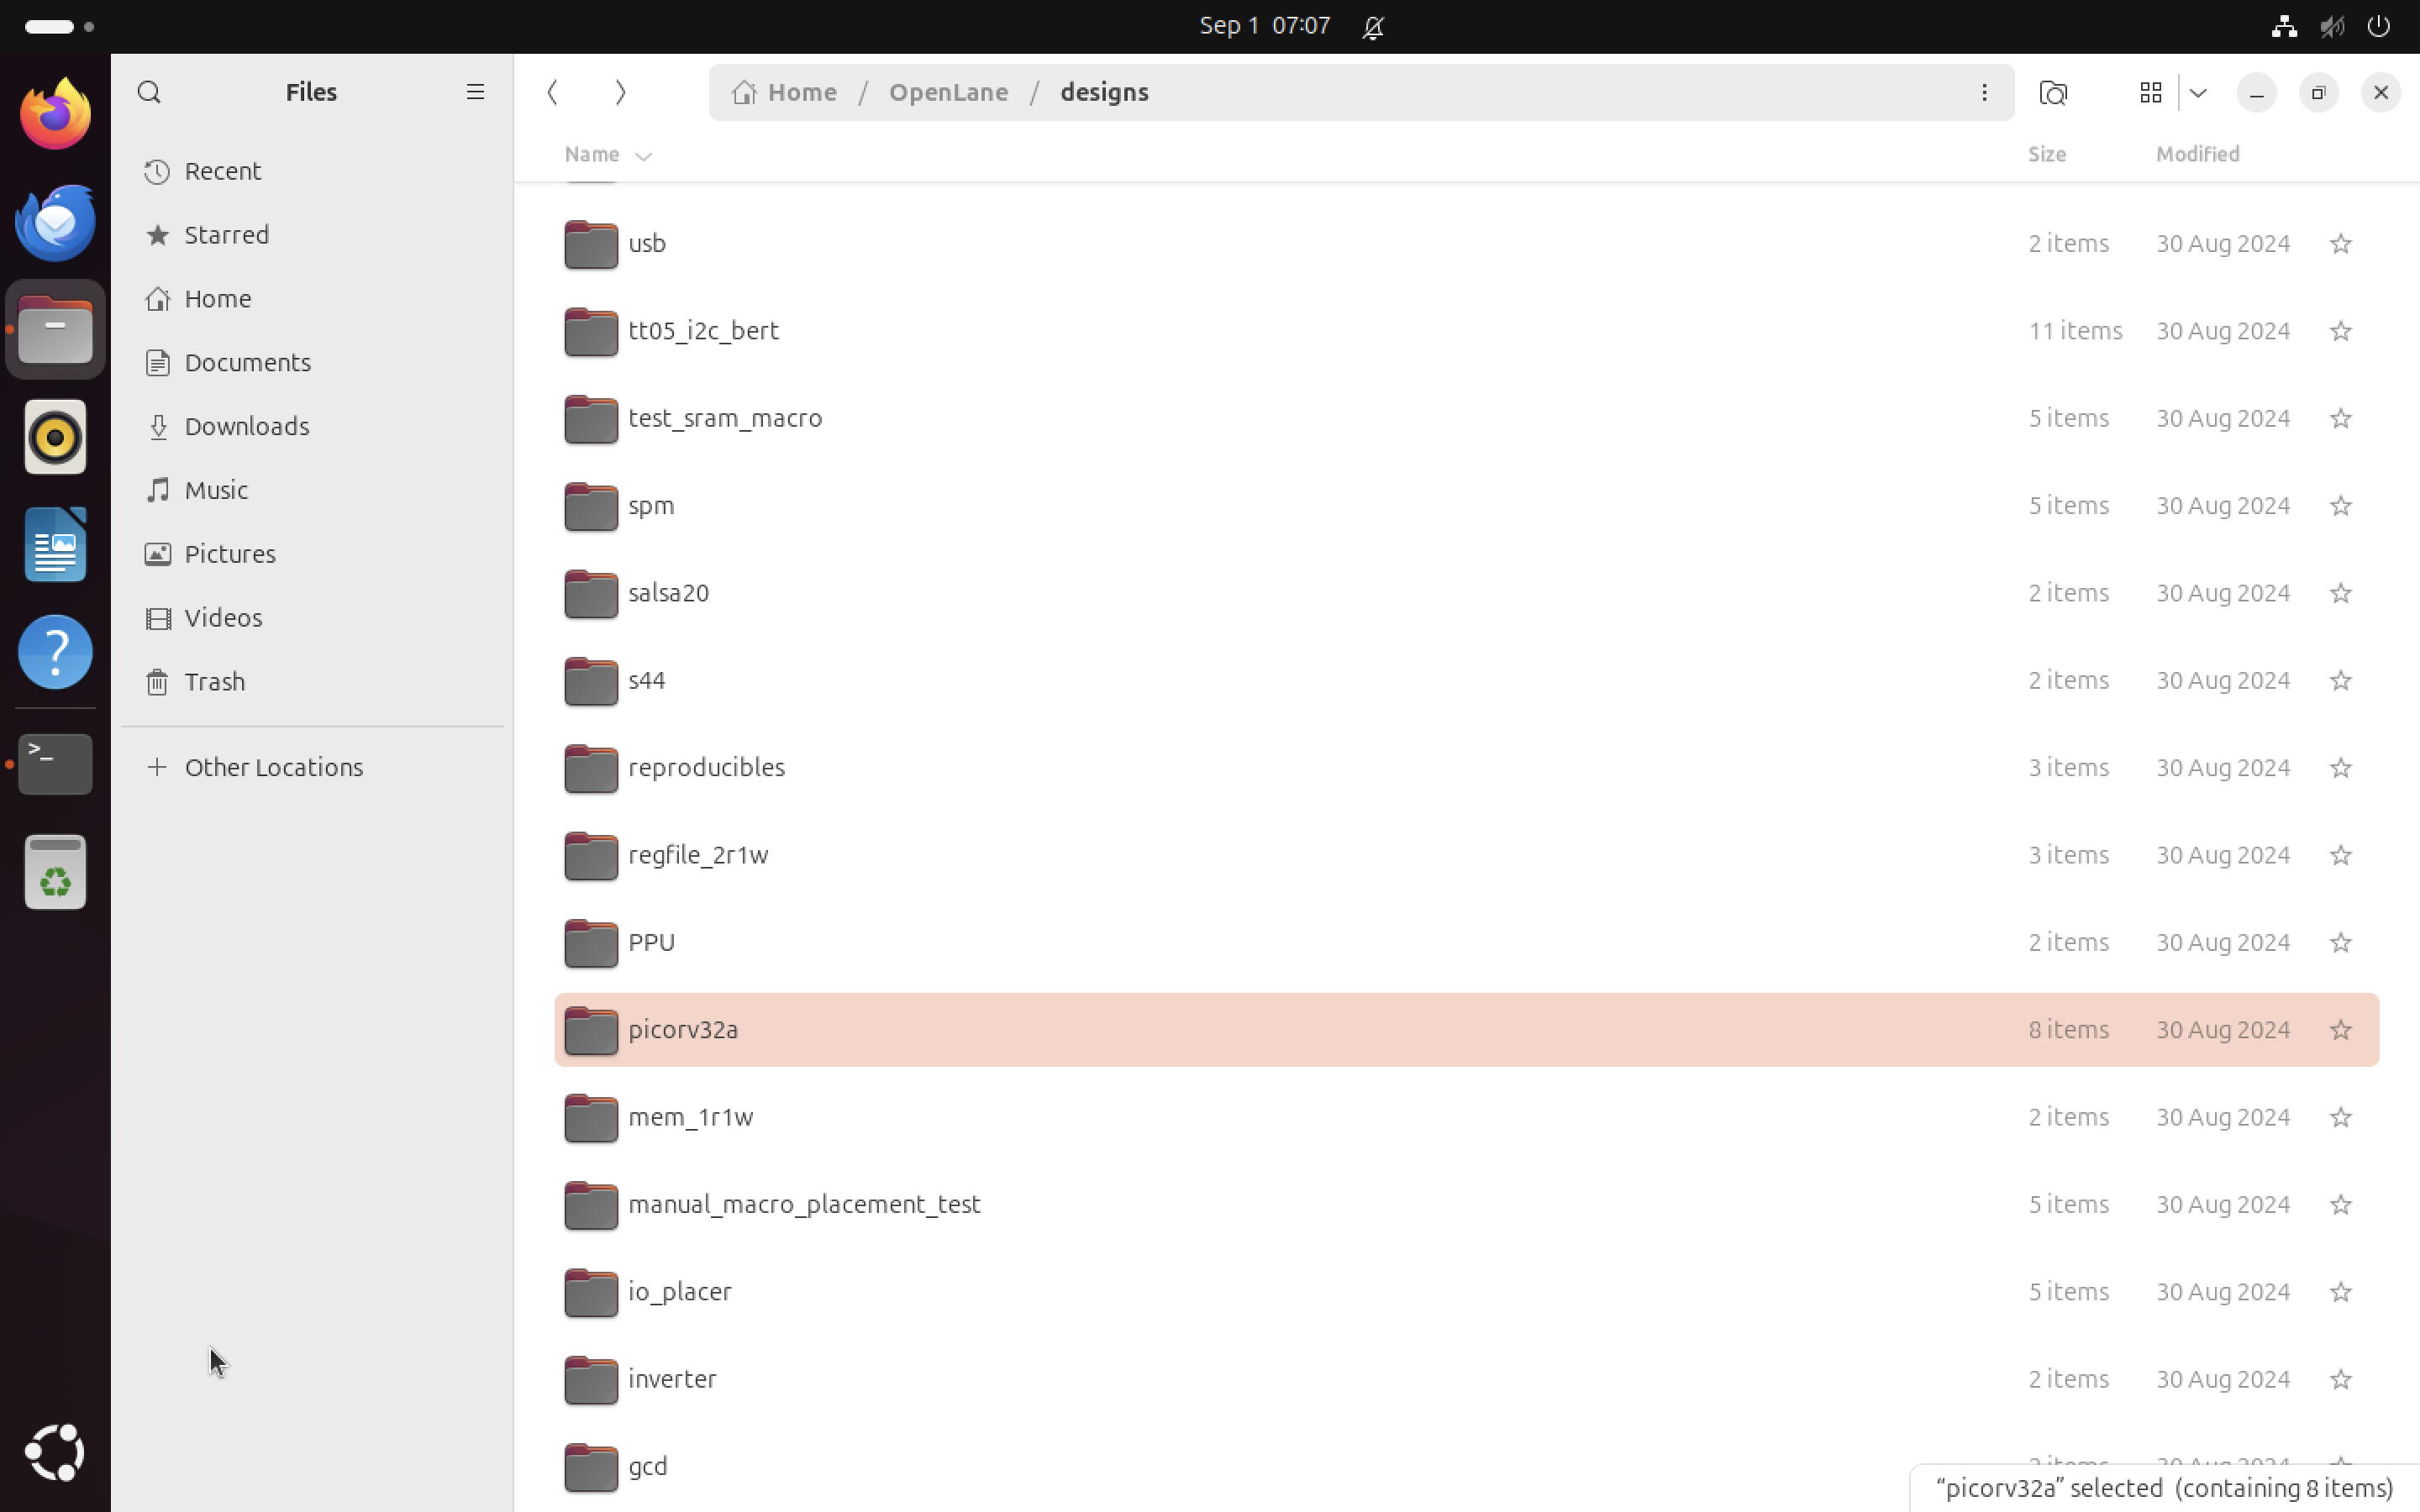 Sep 1 07:07
Files
Home / OpenLane / designs
Name
Size
Modified
Recent
Starred
Home
Documents
Downloads
Music
Pictures
Videos
Trash
Other Locations
usb 2 items 30 Aug 2024
tt05_i2c_bert 11 items 30 Aug 2024
test_sram_macro 5 items 30 Aug 2024
spm 5 items 30 Aug 2024
salsa20 2 items 30 Aug 2024
s44 2 items 30 Aug 2024
reproducibles 3 items 30 Aug 2024
regfile_2r1w 3 items 30 Aug 2024
PPU 2 items 30 Aug 2024
picorv32a 8 items 30 Aug 2024
mem_1r1w 2 items 30 Aug 2024
manual_macro_placement_test 5 items 30 Aug 2024
io_placer 5 items 30 Aug 2024
inverter 2 items 30 Aug 2024
gcd
“picorv32a” selected (containing 8 items)